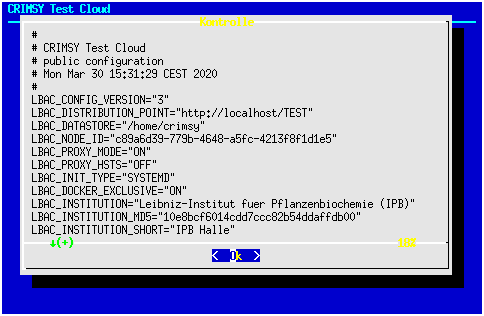 CRIMSY Test Cloud
Kontrolle
#
# CRIMSY Test Cloud
# public configuration
# Mon Mar 30 15:31:29 CEST 2020
#
LBAC_CONFIG_VERSION="3"
LBAC_DISTRIBUTION_POINT="http://localhost/TEST"
LBAC_DATASTORE="/home/crimsy"
LBAC_NODE_ID="c89a6d39-779b-4648-a5fc-4213f8f1d1e5"
LBAC_PROXY_MODE="ON"
LBAC_PROXY_HSTS="OFF"
LBAC_INIT_TYPE="SYSTEMD"
LBAC_DOCKER_EXCLUSIVE="ON"
LBAC_INSTITUTION="Leibniz-Institut fuer Pflanzenbiochemie (IPB)"
LBAC_INSTITUTION_MD5="10e8bcf6014cdd7ccc82b54ddaffdb00"
LBAC_INSTITUTION_SHORT="IPB Halle"
↓(+)
< Ok >